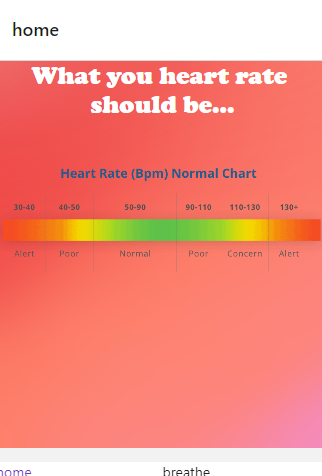 home
What you heart rate
should be...
Heart Rate (Bpm) Normal Chart
30-40 40-50 50-90 90-110 110-130 130+
Alert Poor Normal Poor Concern Alert
home breathe